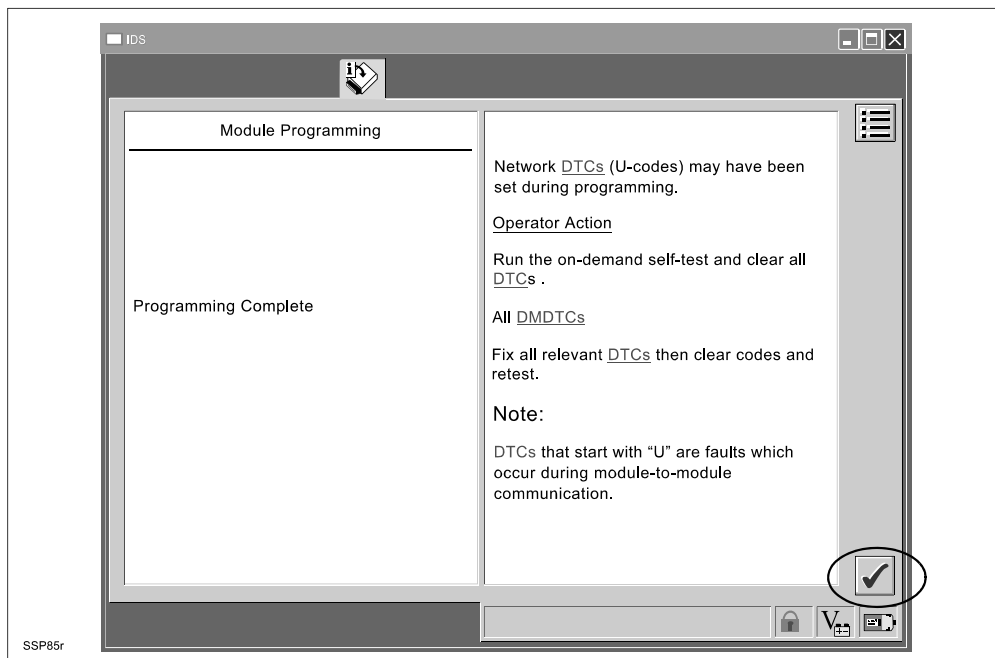 IDS
Module Programming
Programming Complete
Network DTCs (U-codes) may have been
set during programming.
Operator Action
Run the on-demand self-test and clear all
DTCs .
All DMDTCs
Fix all relevant DTCs then clear codes and
retest.
Note:
DTCs that start with “U” are faults which
occur during module-to-module
communication.
V
SSP85r